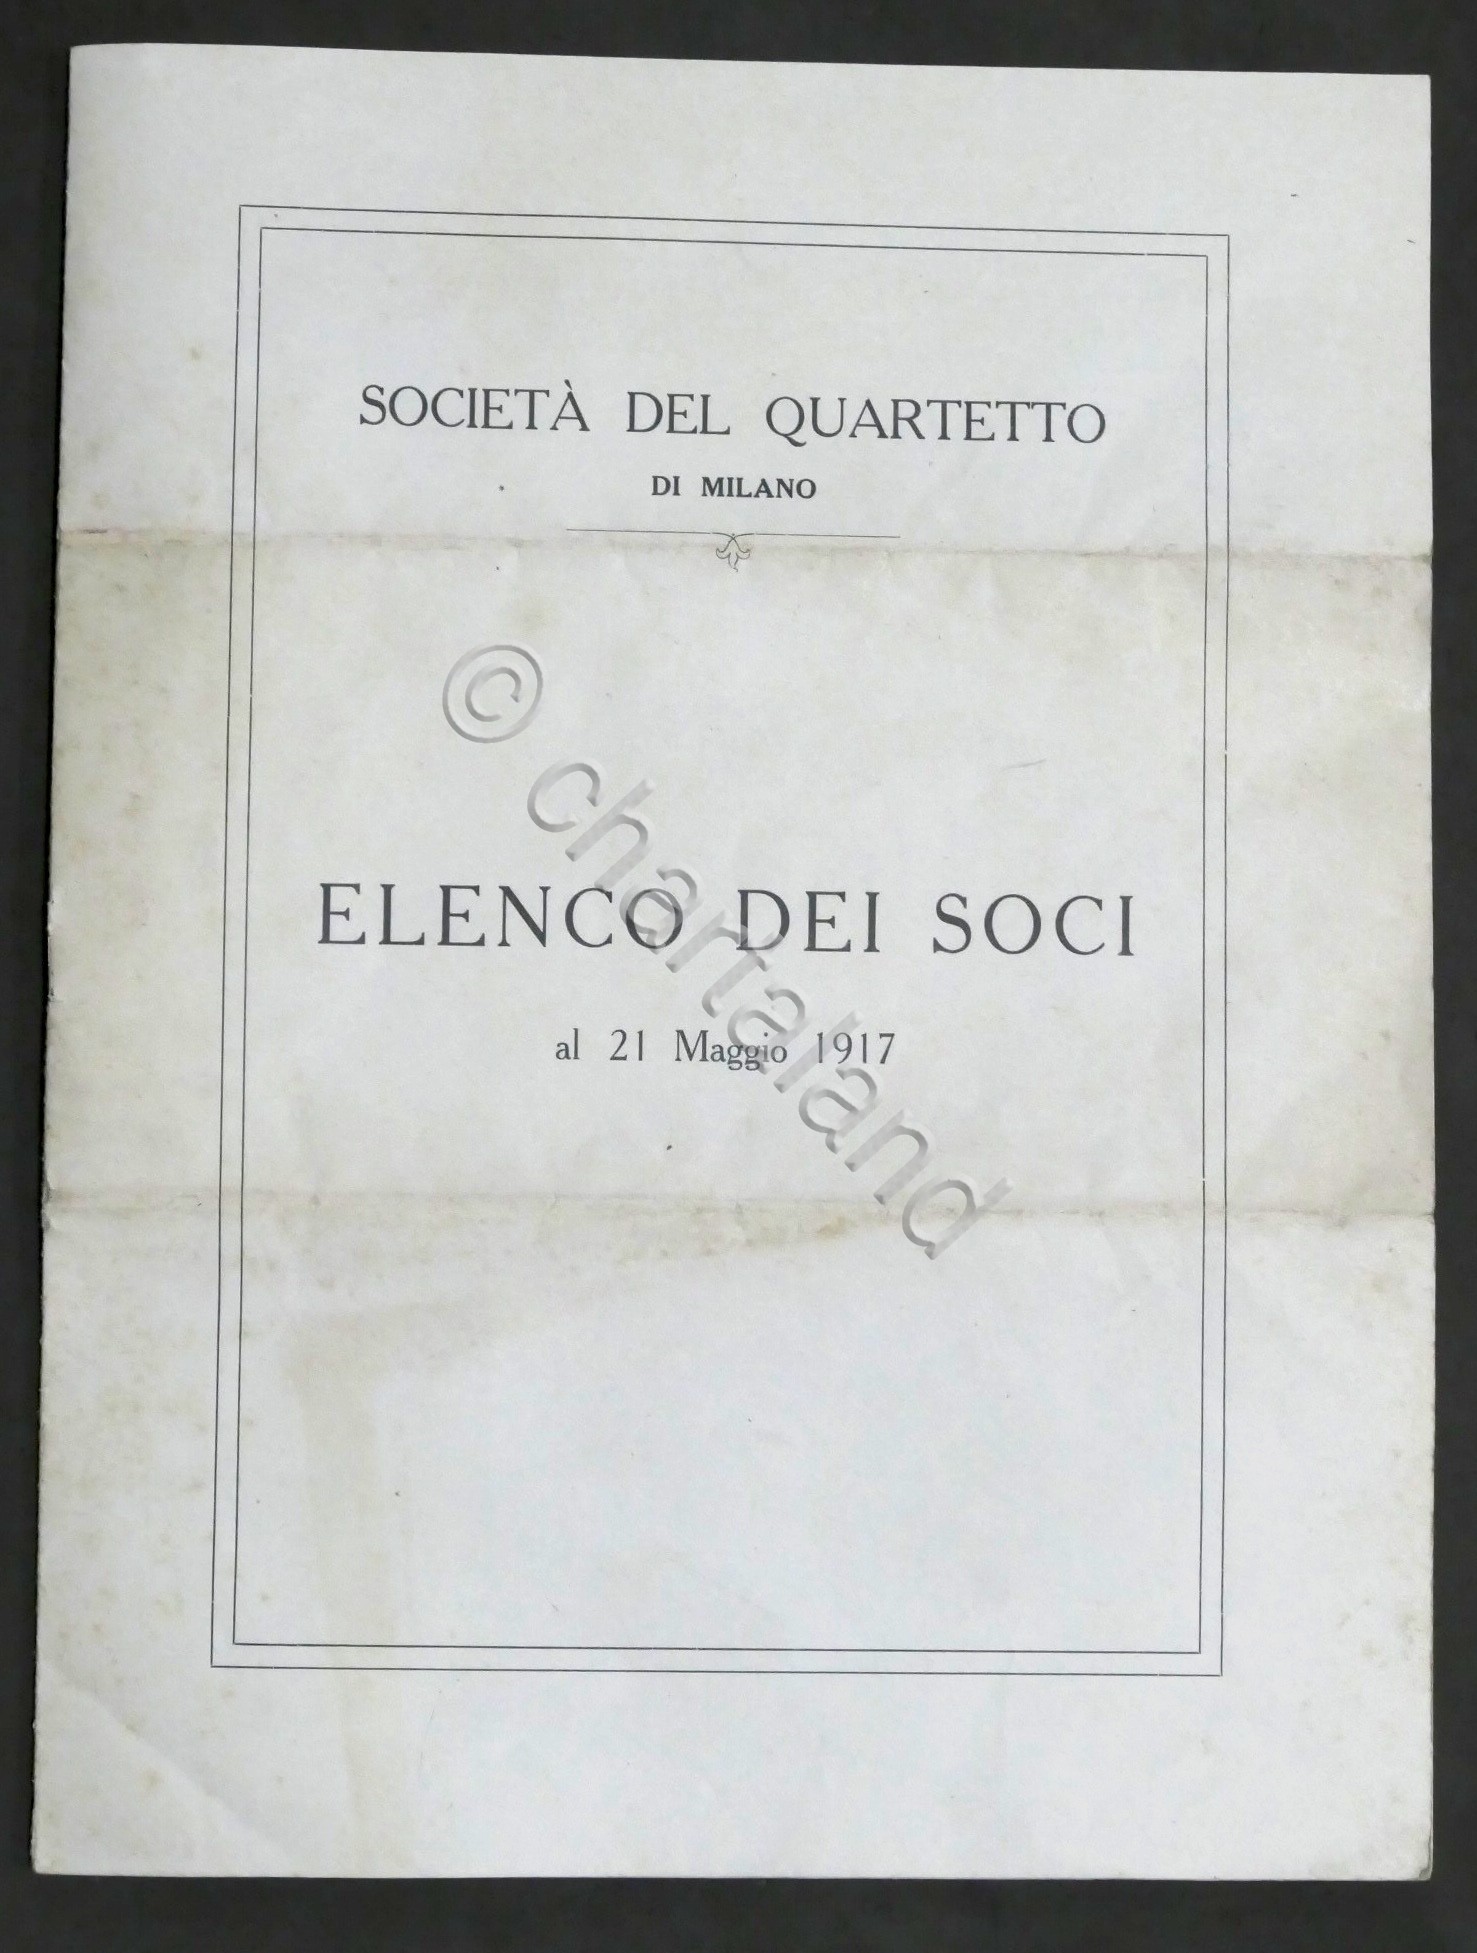 SOCIETÀ DEL QUARTETTO
DI MILANO
© chartaland
ELENCO DEI SOCI
al 21 Maggio 1917